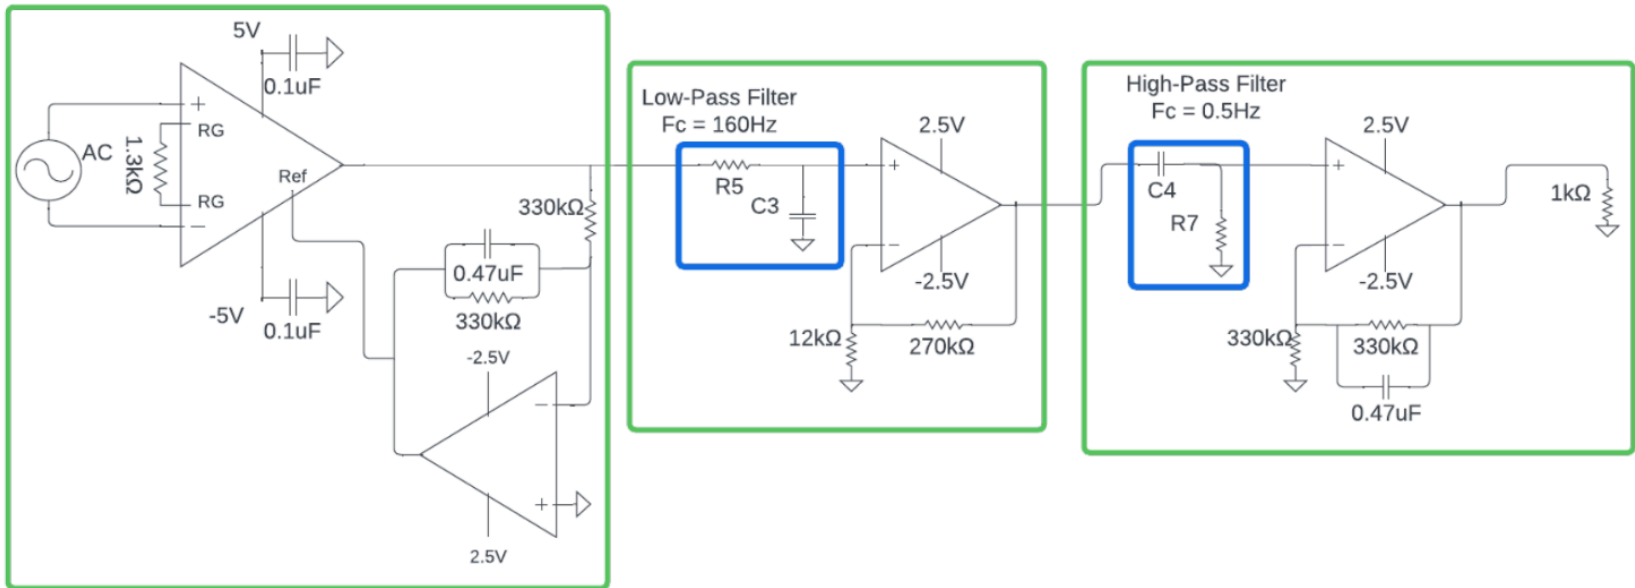 5V
0.1uF
+
RG
AC
1.3kΩ
Ref
RG
−
-5V
0.1uF
330kΩ
0.47uF
330kΩ
-2.5V
−
+
2.5V
Low-Pass Filter
Fc = 160Hz
R5
C3
2.5V
+
−
-2.5V
12kΩ
270kΩ
High-Pass Filter
Fc = 0.5Hz
C4
R7
2.5V
+
−
-2.5V
330kΩ
330kΩ
0.47uF
1kΩ